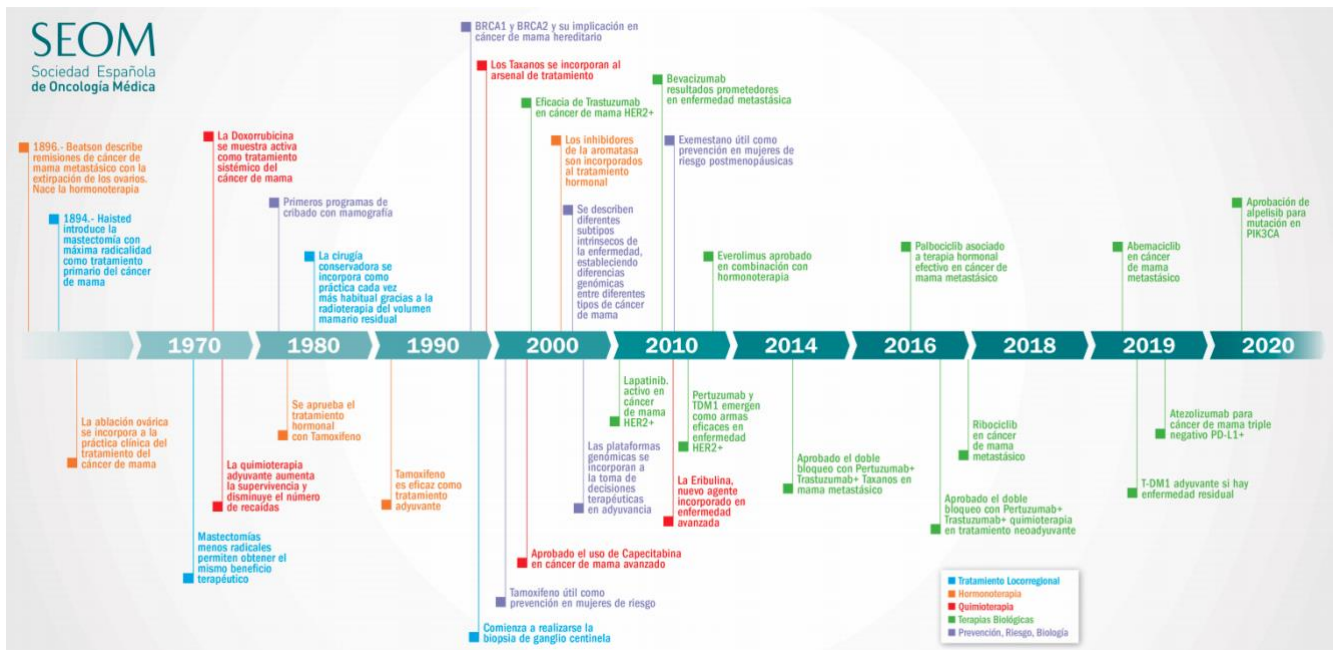 SEOM
Sociedad Española
de Oncología Médica
BRCA1 y BRCA2 y su implicación en
cáncer de mama hereditario
Los Taxanos se incorporan al
arsenal de tratamiento
Bevacizumab
resultados prometedores
en enfermedad metastásica
Eficacia de Trastuzumab
en cáncer de mama HER2+
1896.- Beatson describe
remisiones de cáncer de
mama metastásico con la
extirpación de los ovarios.
Nace la hormonoterapia
La Doxorrubicina
se muestra activa
como tratamiento
sistémico del
cáncer de mama
Los inhibidores
de la aromatasa
son incorporados
al tratamiento
hormonal
Exemestano útil como
prevención en mujeres de
riesgo postmenopáusicas
Primeros programas de
cribado con mamografía
1894.- Haisted
introduce la
mastectomía con
máxima radicalidad
como tratamiento
primario del cáncer
de mama
La cirugía
conservadora se
incorpora como
práctica cada vez
más habitual gracias a la
radioterapia del volumen
mamario residual
Se describen
diferentes
subtipos
intrínsecos de
la enfermedad,
estableciendo
diferencias
genómicas
entre diferentes
tipos de cáncer
de mama
Everolimus aprobado
en combinación con
hormonoterapia
Palbociclib asociado
a terapia hormonal
efectivo en cáncer de
mama metastásico
Abemaciclib
en cáncer
de mama
metastásico
Aprobación de
alpelisib para
mutación en
PIK3CA
1970 1980 1990 2000 2010 2014 2016 2018 2019 2020
La ablación ovárica
se incorpora a la
práctica clínica del
tratamiento del
cáncer de mama
Mastectomías
menos radicales
permiten obtener el
mismo beneficio
terapéutico
La quimioterapia
adyuvante aumenta
la supervivencia y
disminuye el número
de recaídas
Se aprueba el
tratamiento
hormonal
con Tamoxifeno
Tamoxifeno
es eficaz como
tratamiento
adyuvante
Comienza a realizarse la
biopsia de ganglio centinela
Tamoxifeno útil como
prevención en mujeres de riesgo
Aprobado el uso de Capecitabina
en cáncer de mama avanzado
Las plataformas
genómicas se
incorporan a
la toma de
decisiones
terapéuticas
en adyuvancia
Lapatinib.
activo en
cáncer
de mama
HER2+
La Eribulina,
nuevo agente
incorporado en
enfermedad
avanzada
Pertuzumab y
TDM1 emergen
como armas
eficaces en
enfermedad
HER2+
Aprobado el doble
bloqueo con Pertuzumab+
Trastuzumab+ Taxanos en
mama metastásico
Aprobado el doble
bloqueo con Pertuzumab+
Trastuzumab+ quimioterapia
en tratamiento neoadyuvante
Ribociclib
en cáncer
de mama
metastásico
T-DM1 adyuvante si hay
enfermedad residual
Atezolizumab para
cáncer de mama triple
negativo PD-L1+
Tratamiento Locorregional
Hormonoterapia
Quimioterapia
Terapias Biológicas
Prevención, Riesgo, Biología